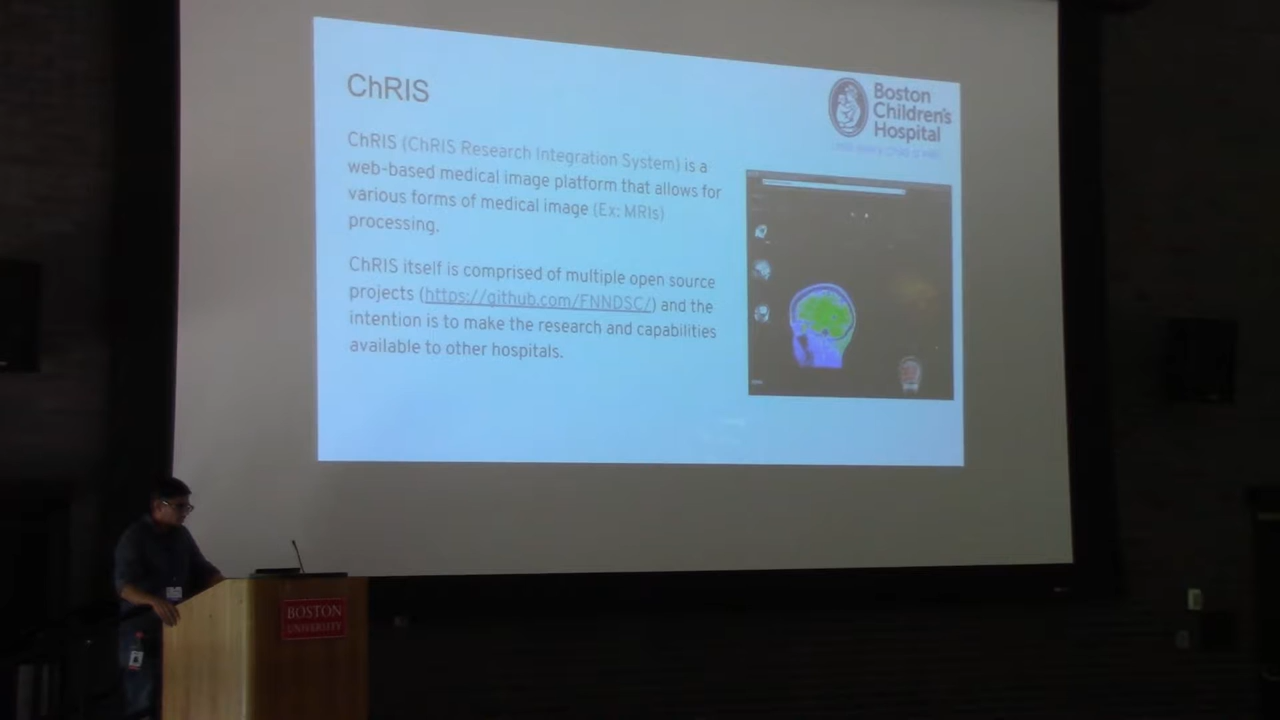 ChRIS
Boston
Children's
Hospital
ChRIS (ChRIS Research Integration System) is a
web-based medical image platform that allows for
various forms of medical image (Ex: MRIs)
processing.
ChRIS itself is comprised of multiple open source
projects (https://github.com/FNNDSC/) and the
intention is to make the research and capabilities
available to other hospitals.
BOSTON
UNIVERSITY